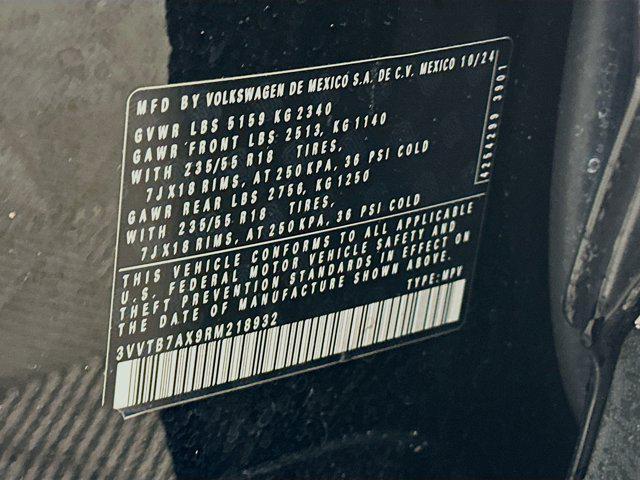 MFD BY VOLKSWAGEN DE MEXICO S.A. DE C.V. MEXICO 10/24
GVWR LBS 5159 KG 2340
GAWR FRONT LBS 2513, KG 1140
WITH 235/55 R18 TIRES,
7JX18 RIMS, AT 250 KPA, 36 PSI COLD
GAWR REAR LBS 2756, KG 1250
WITH 235/55 R18 TIRES,
7JX18 RIMS, AT 250 KPA, 36 PSI COLD
THIS VEHICLE CONFORMS TO ALL APPLICABLE
U.S. FEDERAL MOTOR VEHICLE SAFETY AND
THEFT PREVENTION STANDARDS IN EFFECT ON
THE DATE OF MANUFACTURE SHOWN ABOVE.
TYPE: MPV
3VVTB7AX9RM218932